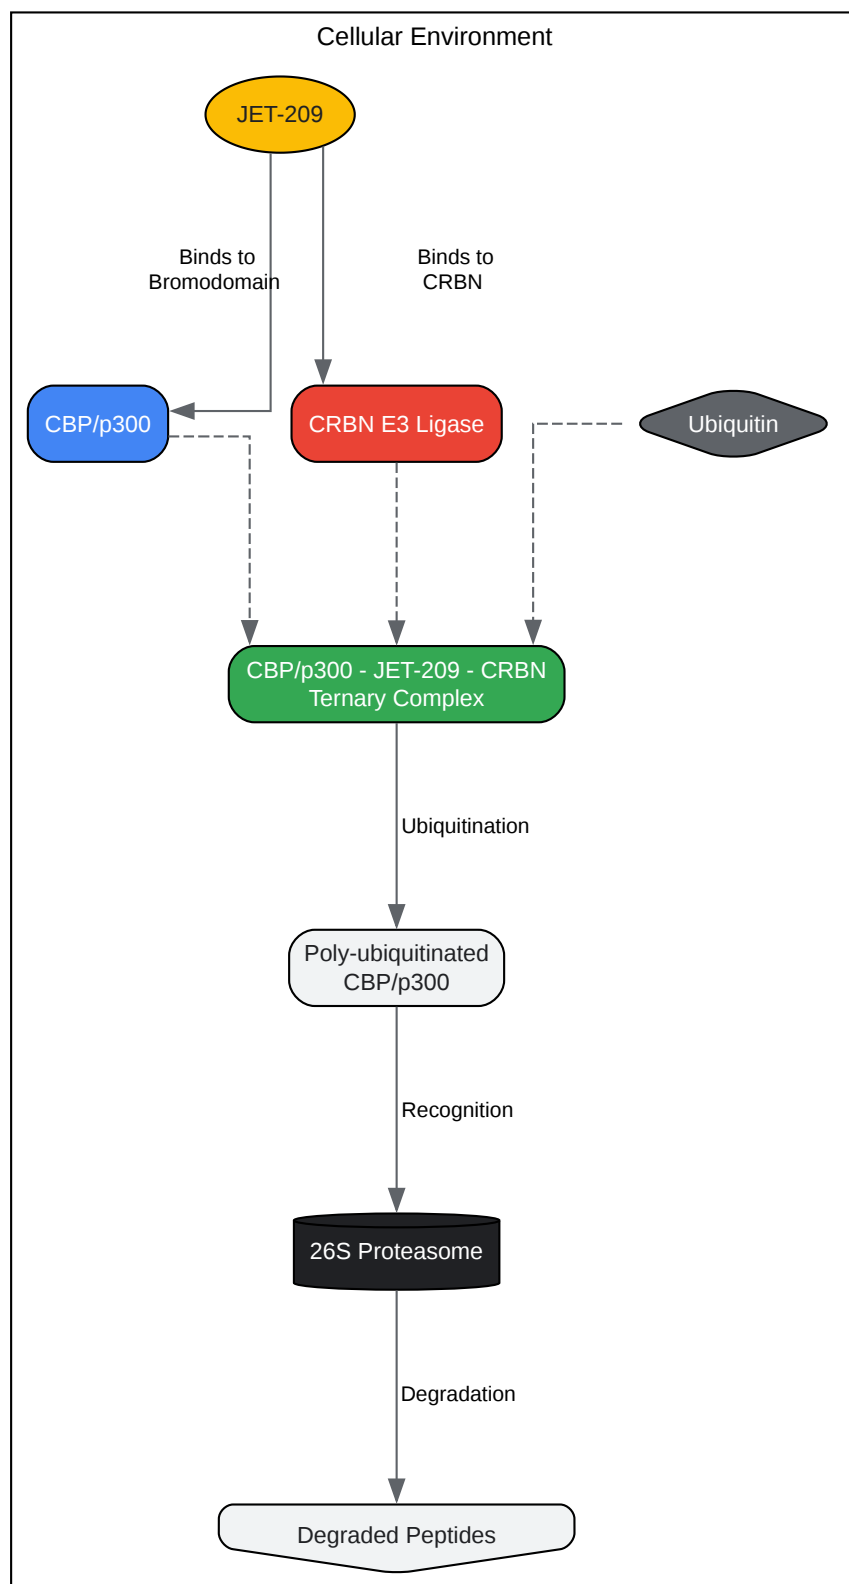 Cellular Environment
JET-209
Binds to
Bromodomain
Binds to
CRBN
CBP/p300
CRBN E3 Ligase
Ubiquitin
CBP/p300 - JET-209 - CRBN
Ternary Complex
Ubiquitination
Poly-ubiquitinated
CBP/p300
Recognition
26S Proteasome
Degradation
Degraded Peptides